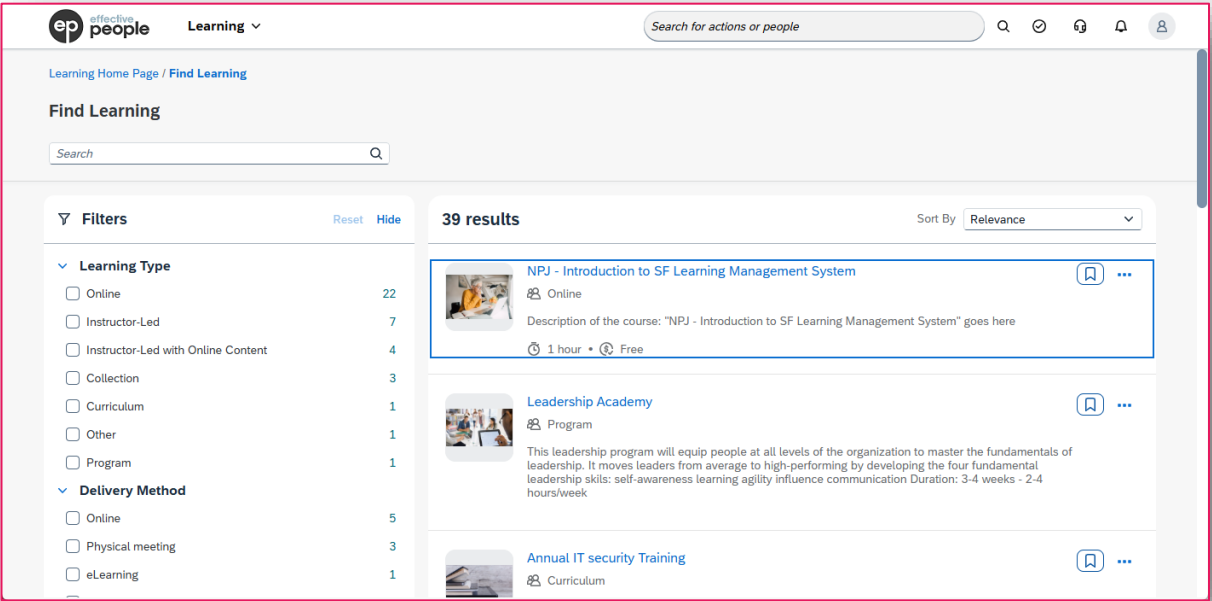 ep effective people
Learning
Search for actions or people
Learning Home Page / Find Learning
Find Learning
Search
Filters
Reset Hide
Learning Type
Online 22
Instructor-Led 7
Instructor-Led with Online Content 4
Collection 3
Curriculum 1
Other 1
Program 1
Delivery Method
Online 5
Physical meeting 3
eLearning 1
39 results
Sort By Relevance
NPJ - Introduction to SF Learning Management System
Online
Description of the course: "NPJ - Introduction to SF Learning Management System" goes here
1 hour • Free
Leadership Academy
Program
This leadership program will equip people at all levels of the organization to master the fundamentals of
leadership. It moves leaders from average to high-performing by developing the four fundamental
leadership skils: self-awareness learning agility influence communication Duration: 3-4 weeks - 2-4
hours/week
Annual IT security Training
Curriculum